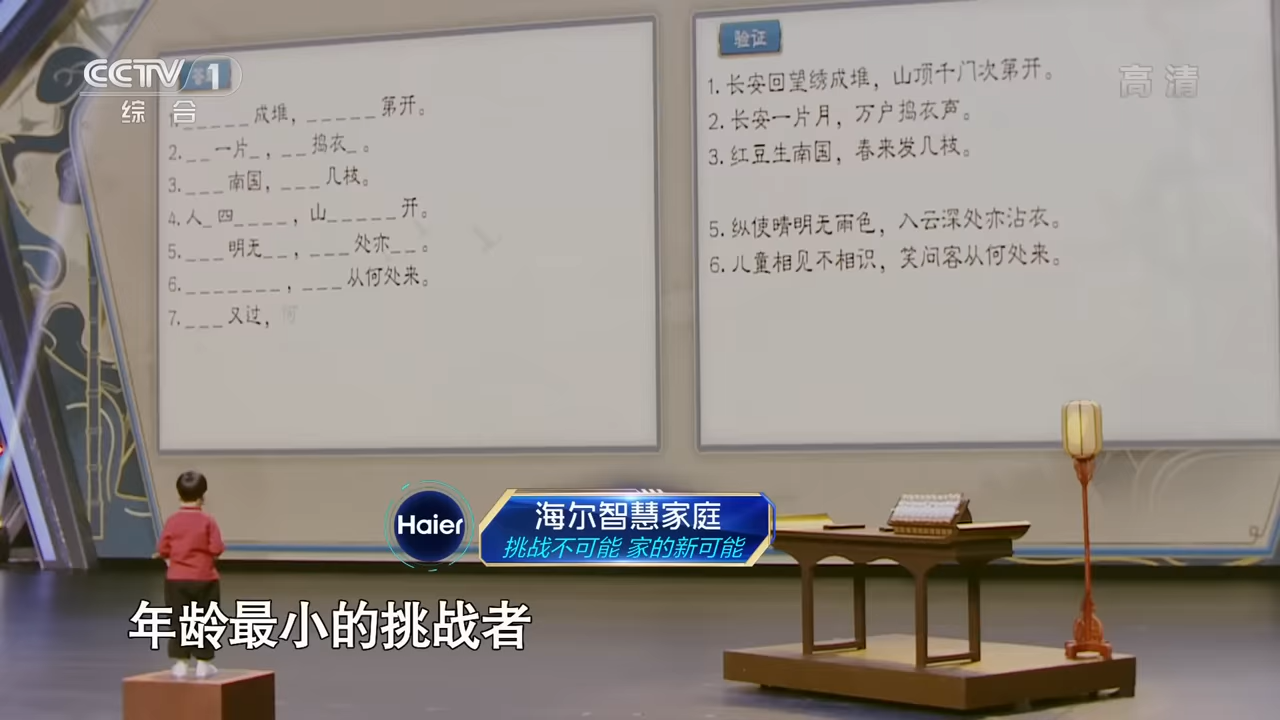 CCTV 1
综合
高清
1._____成堆，_____第开。
2.__一片_，__捣衣_。
3.___南国，___几枝。
4.人_四____，山_____开。
5.___明无__，___处亦__。
6._______，___从何处来。
7.___又过，何
验证
1.长安回望绣成堆，山顶千门次第开。
2.长安一片月，万户捣衣声。
3.红豆生南国，春来发几枝。
5.纵使晴明无雨色，入云深处亦沾衣。
6.儿童相见不相识，笑问客从何处来。
Haier
海尔智慧家庭
挑战不可能 家的新可能
年龄最小的挑战者